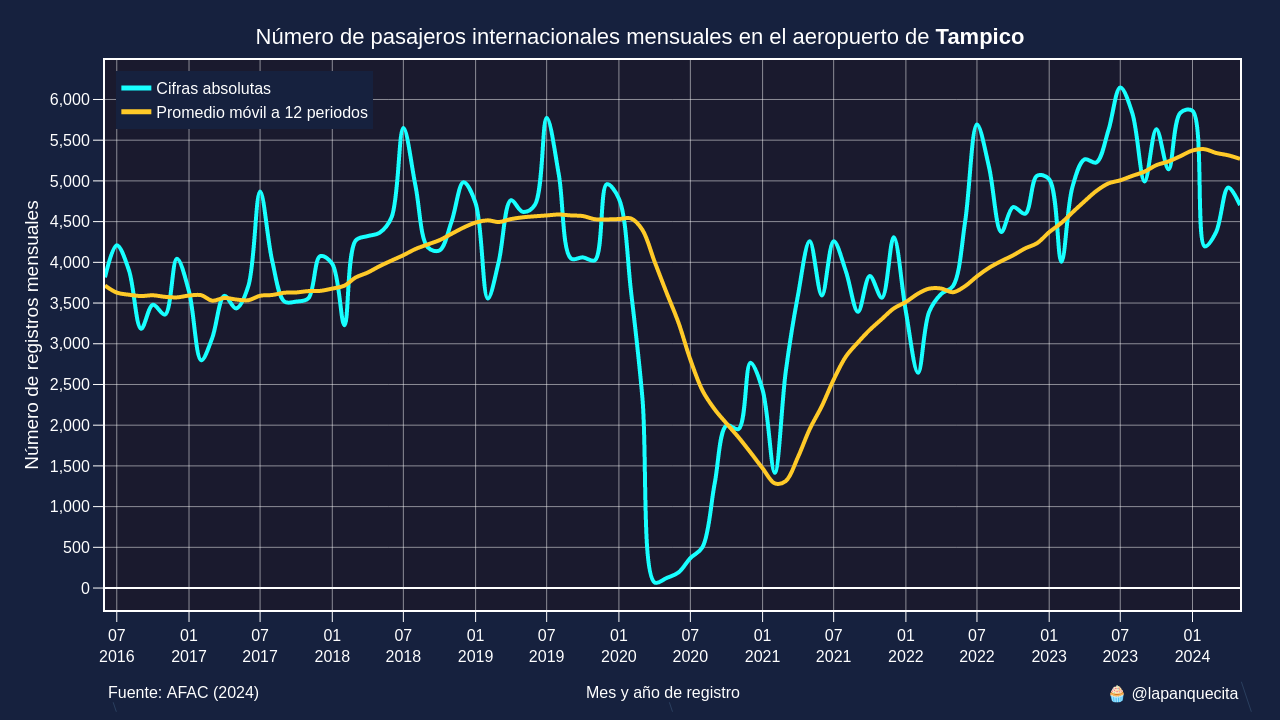 Número de pasajeros internacionales mensuales en el aeropuerto de Tampico
Cifras absolutas
Promedio móvil a 12 periodos
Número de registros mensuales
6,000
5,500
5,000
4,500
4,000
3,500
3,000
2,500
2,000
1,500
1,000
500
0
07 01 07 01 07 01 07 01 07 01 07 01 07 01 07 01
2016 2017 2017 2018 2018 2019 2019 2020 2020 2021 2021 2022 2022 2023 2023 2024
Fuente: AFAC (2024)
Mes y año de registro
🧁 @lapanquecita